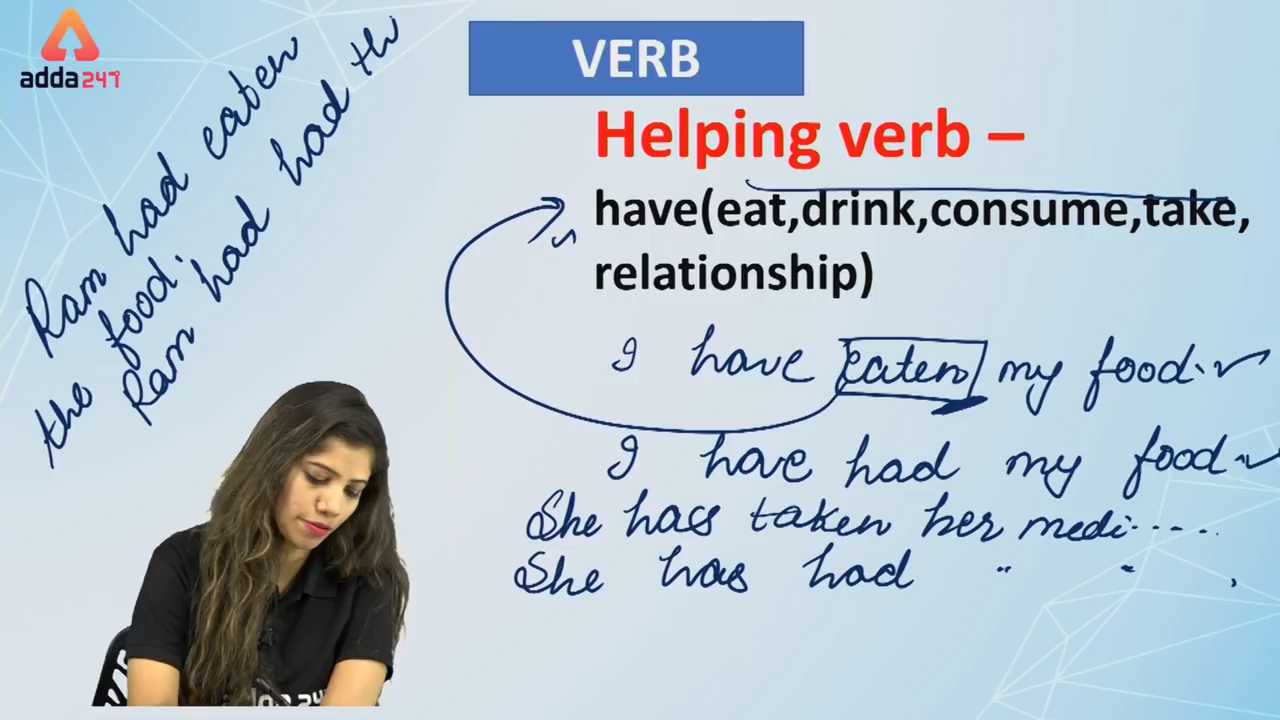 adda247
VERB
Helping verb –
have(eat,drink,consume,take,
relationship)
Ram had eaten
the food.
Ram had had th
I have eaten my food.
I have had my food
She has taken her medi.....
She has had " "